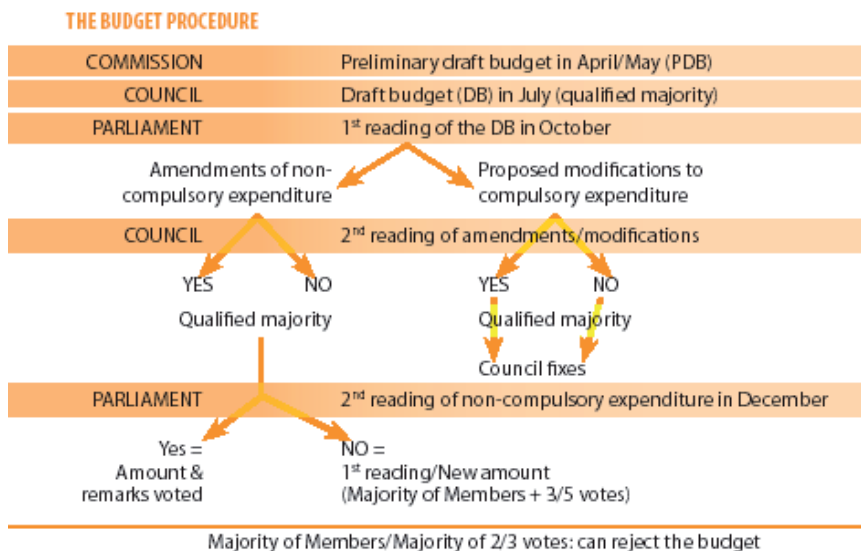 THE BUDGET PROCEDURE
COMMISSION Preliminary draft budget in April/May (PDB)
COUNCIL Draft budget (DB) in July (qualified majority)
PARLIAMENT 1st reading of the DB in October
Amendments of non-
compulsory expenditure
Proposed modifications to
compulsory expenditure
COUNCIL 2nd reading of amendments/modifications
YES NO
Qualified majority
YES NO
Qualified majority
Council fixes
PARLIAMENT 2nd reading of non-compulsory expenditure in December
Yes =
Amount &
remarks voted
NO =
1st reading/New amount
(Majority of Members + 3/5 votes)
Majority of Members/Majority of 2/3 votes: can reject the budget